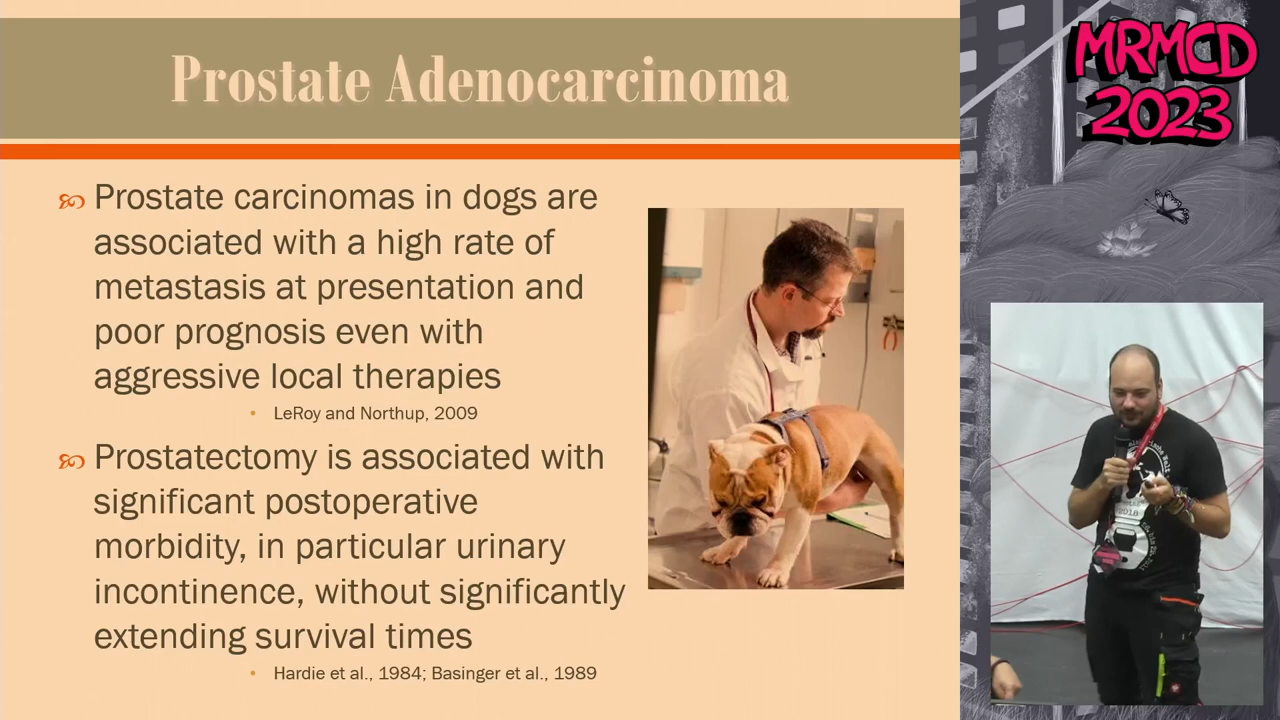 Prostate Adenocarcinoma
Prostate carcinomas in dogs are
associated with a high rate of
metastasis at presentation and
poor prognosis even with
aggressive local therapies
• LeRoy and Northup, 2009
Prostatectomy is associated with
significant postoperative
morbidity, in particular urinary
incontinence, without significantly
extending survival times
• Hardie et al., 1984; Basinger et al., 1989
MRMCD
2023
2018